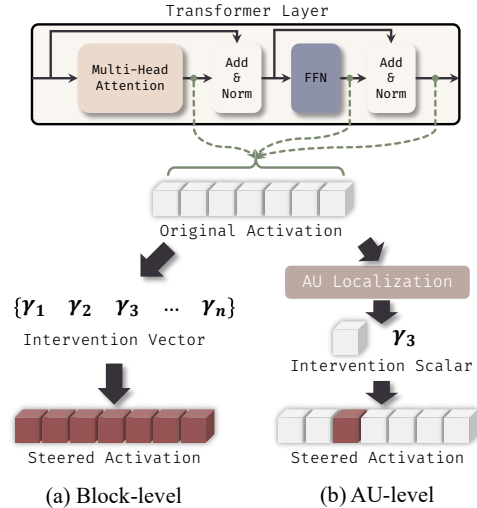 Transformer Layer
Multi-Head
Attention
Add
&
Norm
FFN
Add
&
Norm
Original Activation
{γ1 γ2 γ3 ... γn}
Intervention Vector
Steered Activation
(a) Block-level
AU Localization
γ3
Intervention Scalar
Steered Activation
(b) AU-level